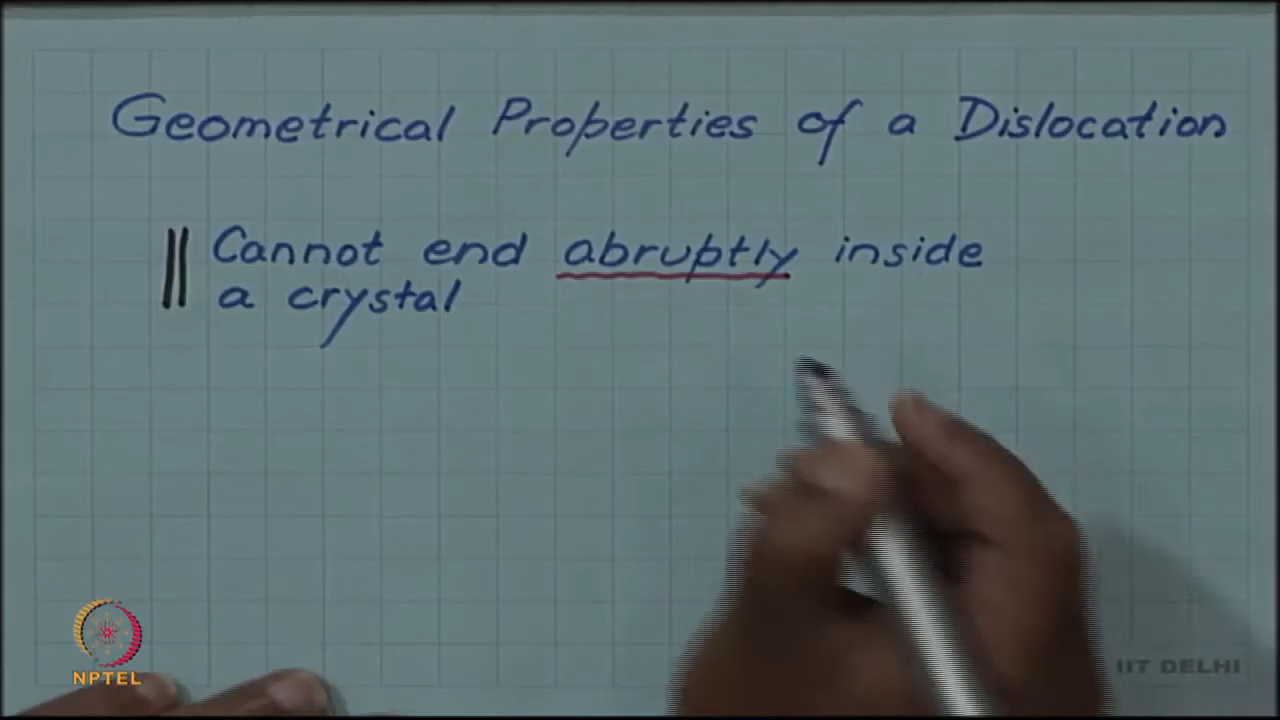 Geometrical Properties of a Dislocation
Cannot end abruptly inside
a crystal
NPTEL
IIT DELHI